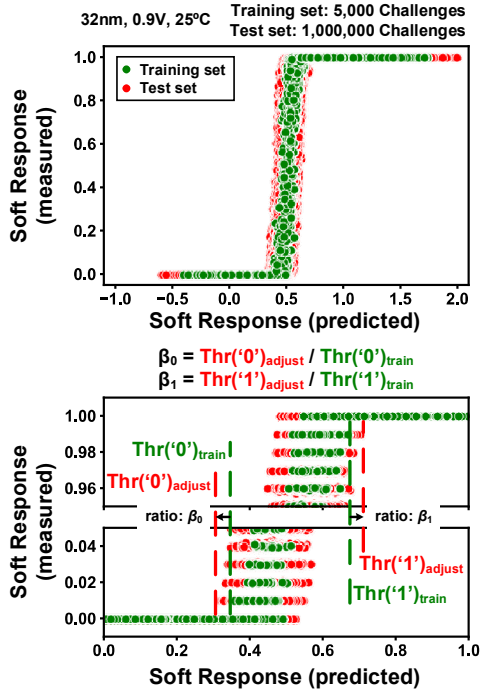 32nm, 0.9V, 25ºC
Training set: 5,000 Challenges
Test set: 1,000,000 Challenges
Training set
Test set
Soft Response
(measured)
1.0
0.8
0.6
0.4
0.2
0.0
-1.0 -0.5 0.0 0.5 1.0 1.5 2.0
Soft Response (predicted)
β0 = Thr(‘0’)adjust / Thr(‘0’)train
β1 = Thr(‘1’)adjust / Thr(‘1’)train
Soft Response
(measured)
1.00
0.98
0.96
0.04
0.02
0.00
Thr(‘0’)train
Thr(‘0’)adjust
ratio: β0
ratio: β1
Thr(‘1’)adjust
Thr(‘1’)train
0.0 0.2 0.4 0.6 0.8 1.0
Soft Response (predicted)